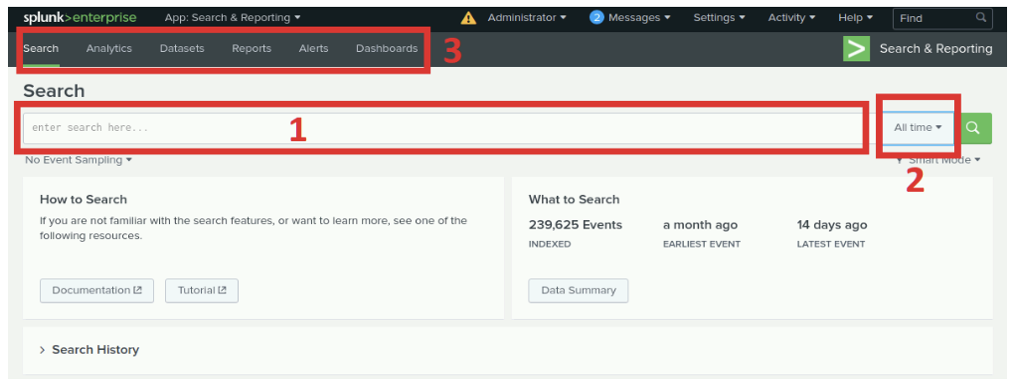 splunk>enterprise App: Search & Reporting Administrator 2 Messages Settings Activity Help Find
Search Analytics Datasets Reports Alerts Dashboards 3 Search & Reporting
Search
enter search here... 1 All time
No Event Sampling Smart Mode
2
How to Search
If you are not familiar with the search features, or want to learn more, see one of the
following resources.
Documentation Tutorial
What to Search
239,625 Events a month ago 14 days ago
INDEXED EARLIEST EVENT LATEST EVENT
Data Summary
> Search History